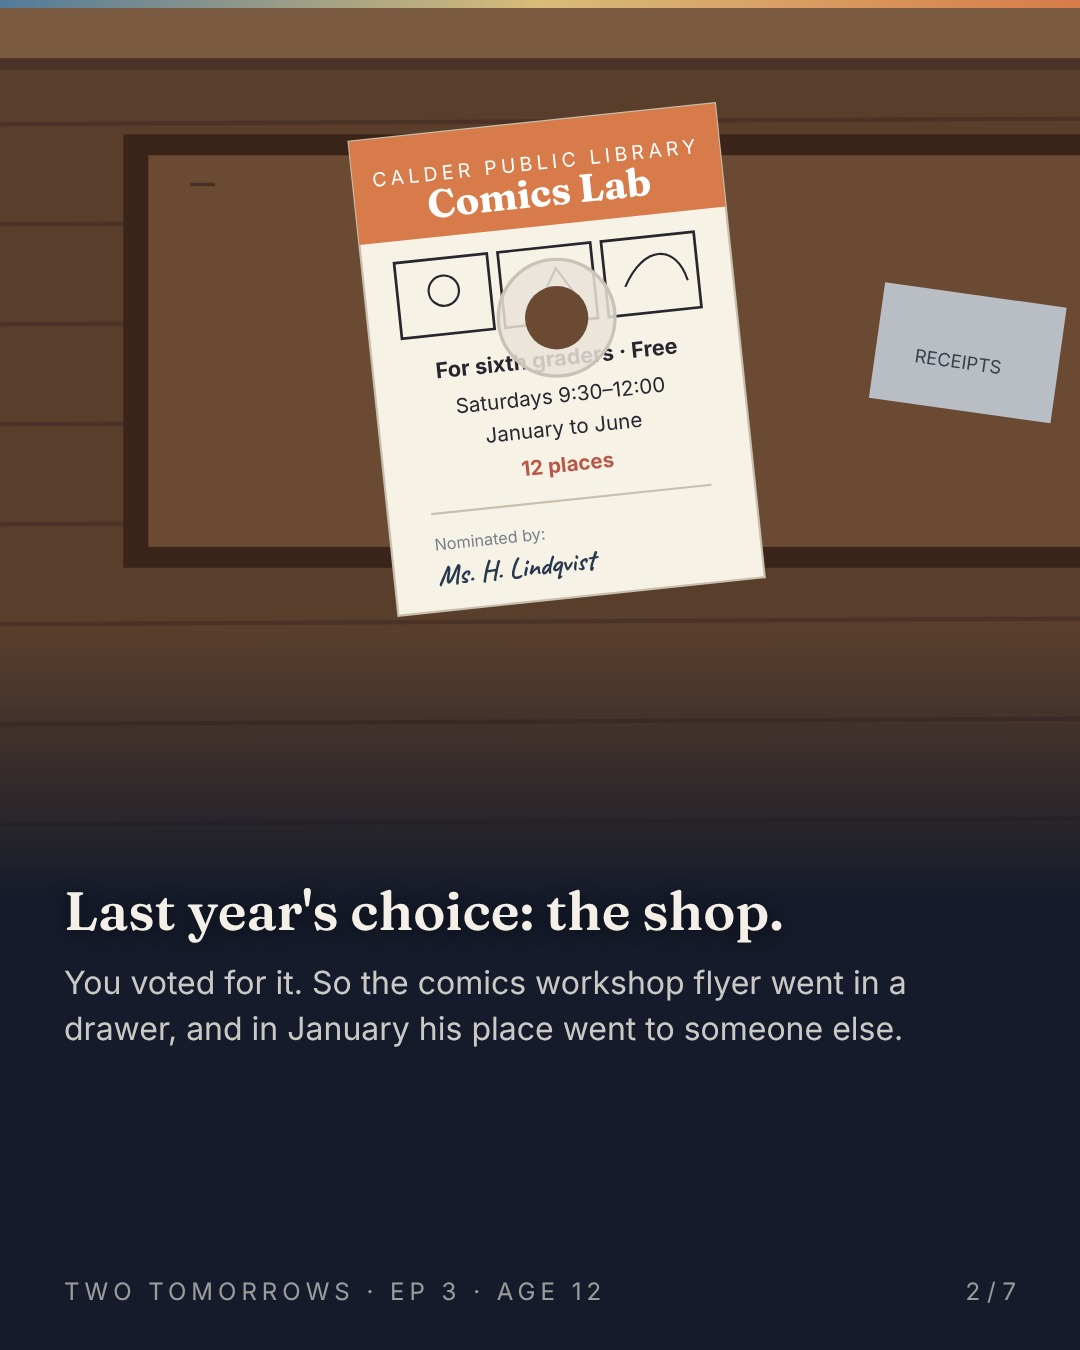 CALDER PUBLIC LIBRARY
Comics Lab
For sixth graders · Free
Saturdays 9:30–12:00
January to June
12 places
Nominated by:
Ms. H. Lindqvist
RECEIPTS
Last year's choice: the shop.
You voted for it. So the comics workshop flyer went in a
drawer, and in January his place went to someone else.
TWO TOMORROWS · EP 3 · AGE 12
2 / 7